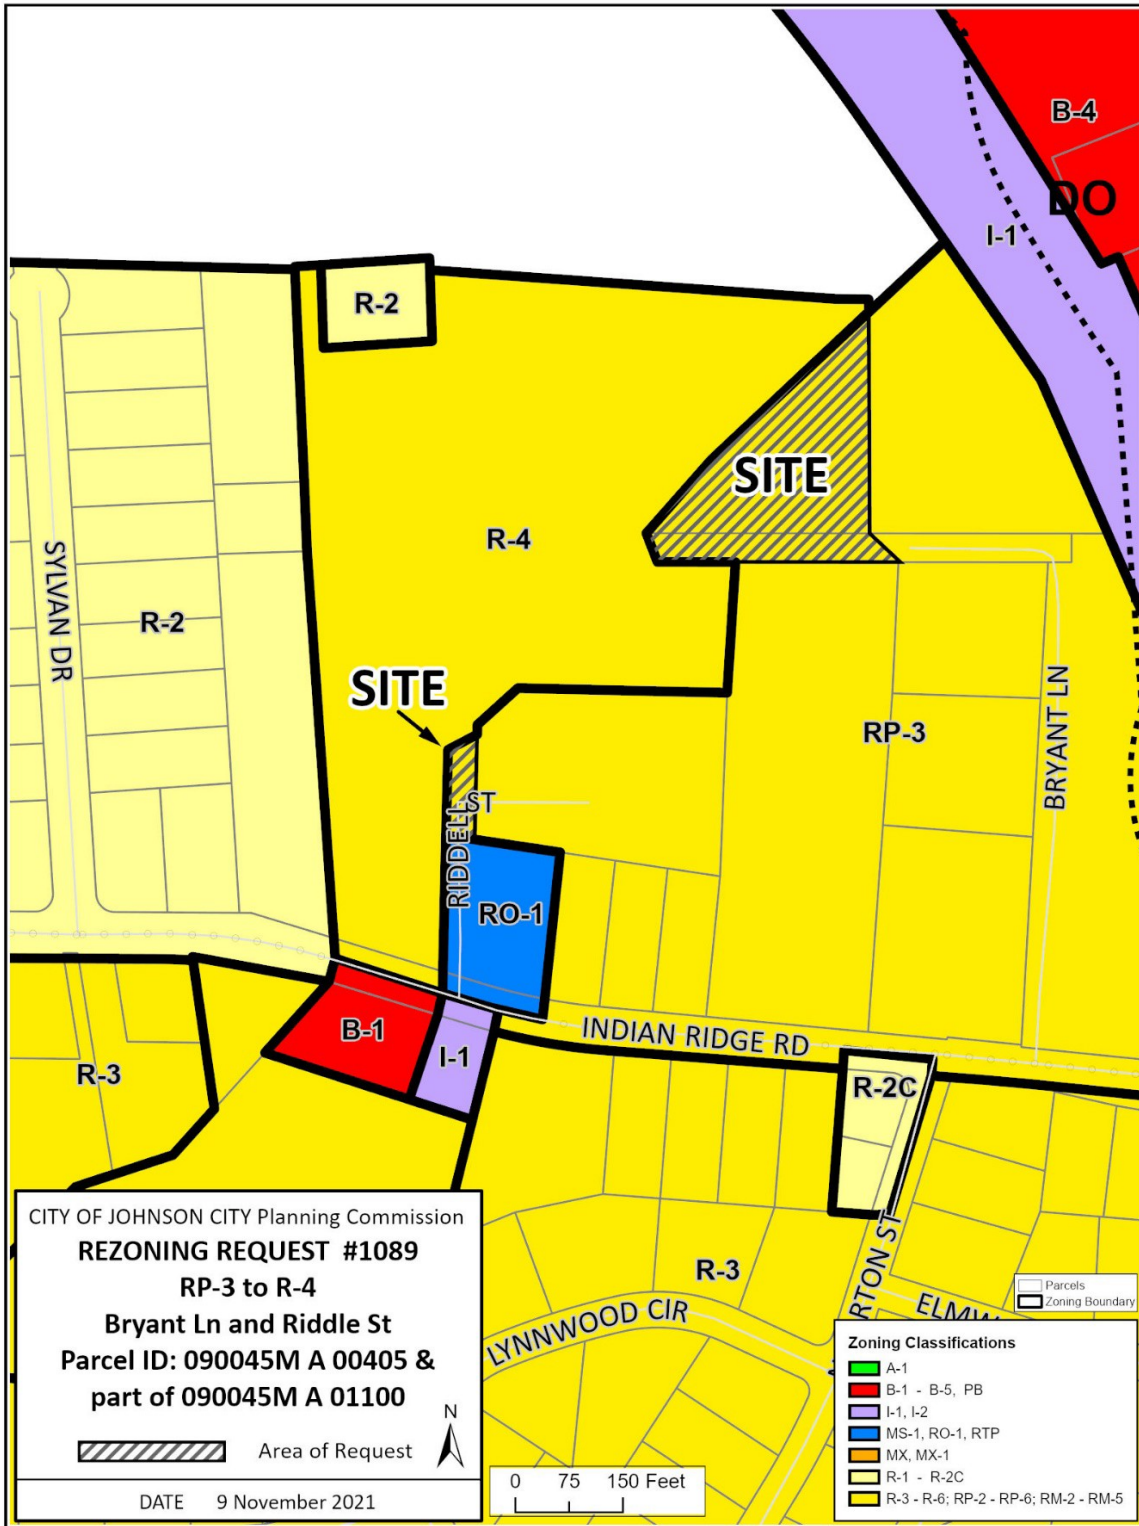 B-4
DO
I-1
R-2
SITE
R-4
SYLVAN DR
R-2
SITE
BRYANT LN
RP-3
ST
RIDDELL
RO-1
INDIAN RIDGE RD
B-1
I-1
R-3
R-2C
R-3
RTON ST
ELMW
LYNNWOOD CIR
CITY OF JOHNSON CITY Planning Commission
REZONING REQUEST #1089
RP-3 to R-4
Bryant Ln and Riddle St
Parcel ID: 090045M A 00405 &
part of 090045M A 01100
Area of Request
N
DATE 9 November 2021
0 75 150 Feet
Parcels
Zoning Boundary
Zoning Classifications
A-1
B-1 - B-5, PB
I-1, I-2
MS-1, RO-1, RTP
MX, MX-1
R-1 - R-2C
R-3 - R-6; RP-2 - RP-6; RM-2 - RM-5